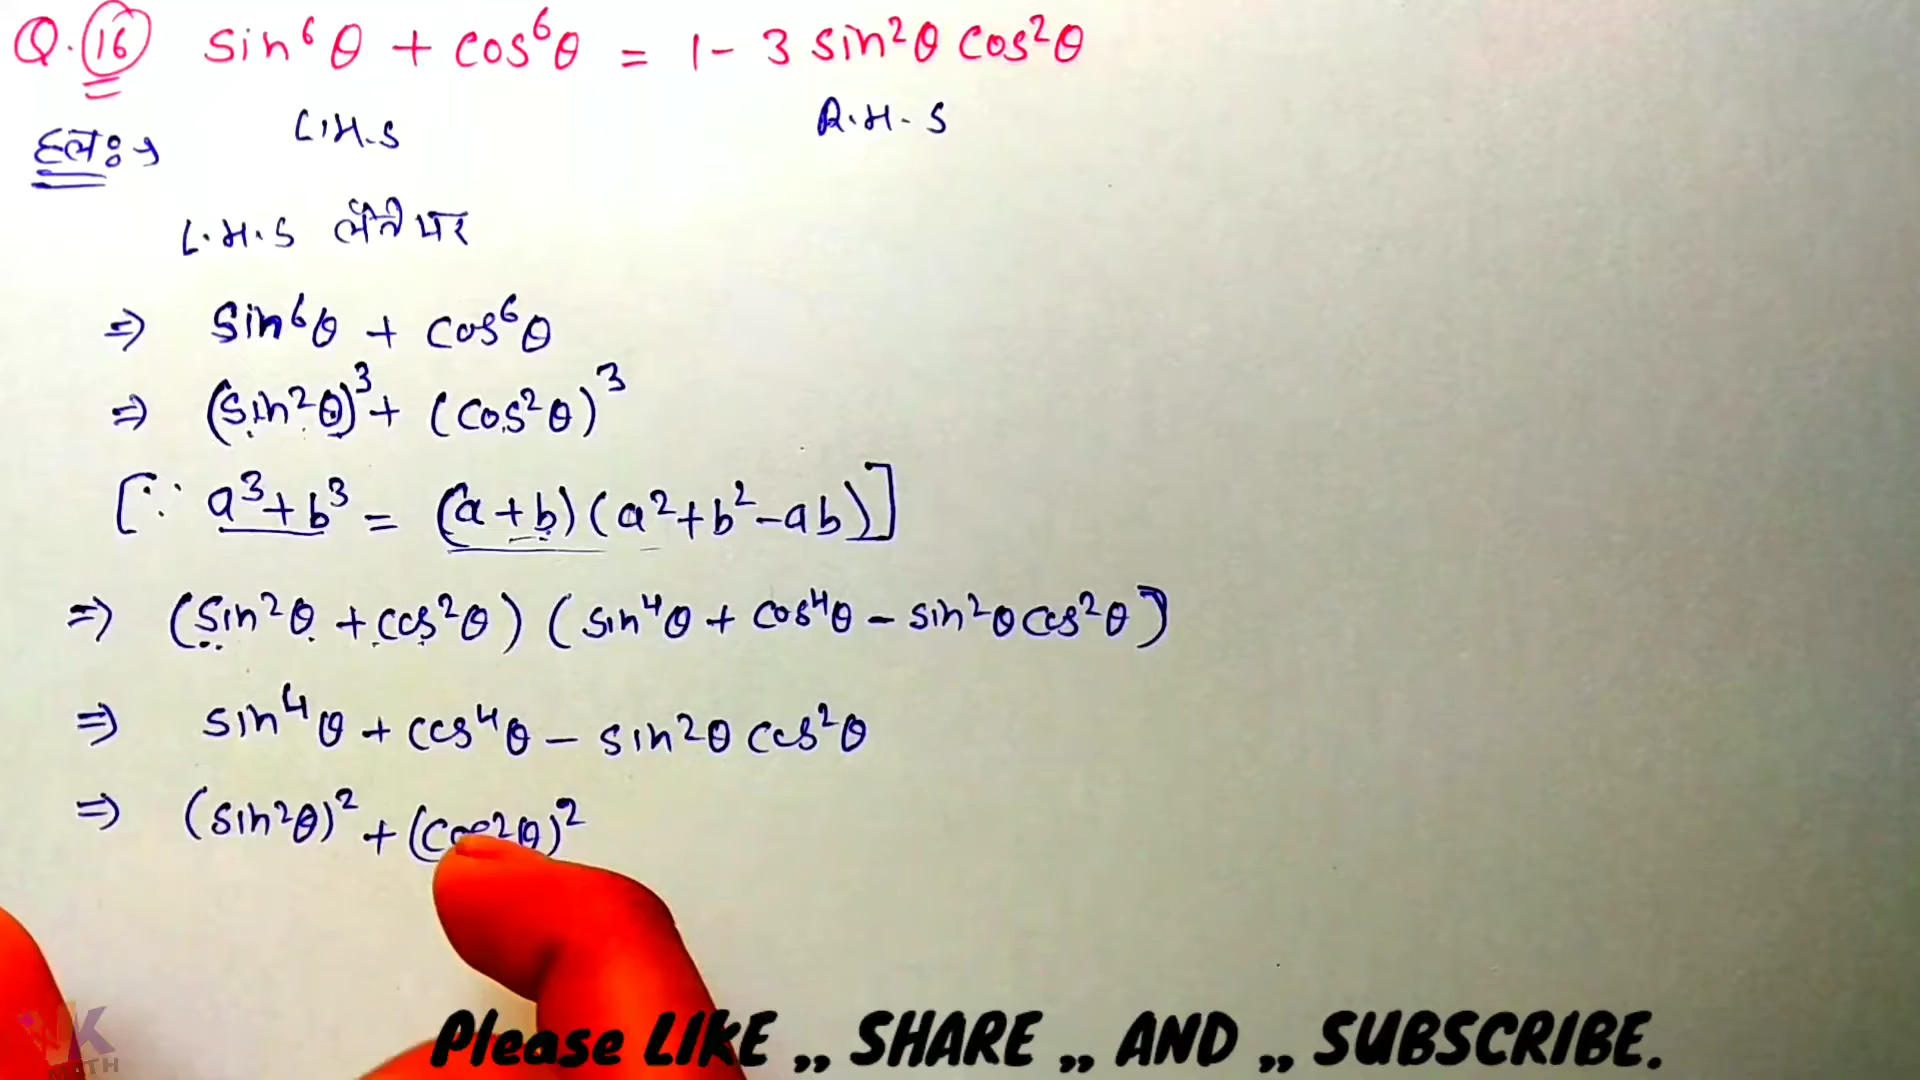 Q.16 sin⁶θ + cos⁶θ = 1 - 3 sin²θ cos²θ
L.H.S R.H.S
हलः→
L.H.S लेने पर
⇒ sin⁶θ + cos⁶θ
⇒ (sin²θ)³ + (cos²θ)³
[∵ a³+b³ = (a+b)(a²+b²-ab)]
⇒ (sin²θ + cos²θ) (sin⁴θ + cos⁴θ - sin²θ cos²θ)
⇒ sin⁴θ + cos⁴θ - sin²θ cos²θ
⇒ (sin²θ)² + (cos²θ)²
Please LIKE ,, SHARE ,, AND ,, SUBSCRIBE.
K
MATH